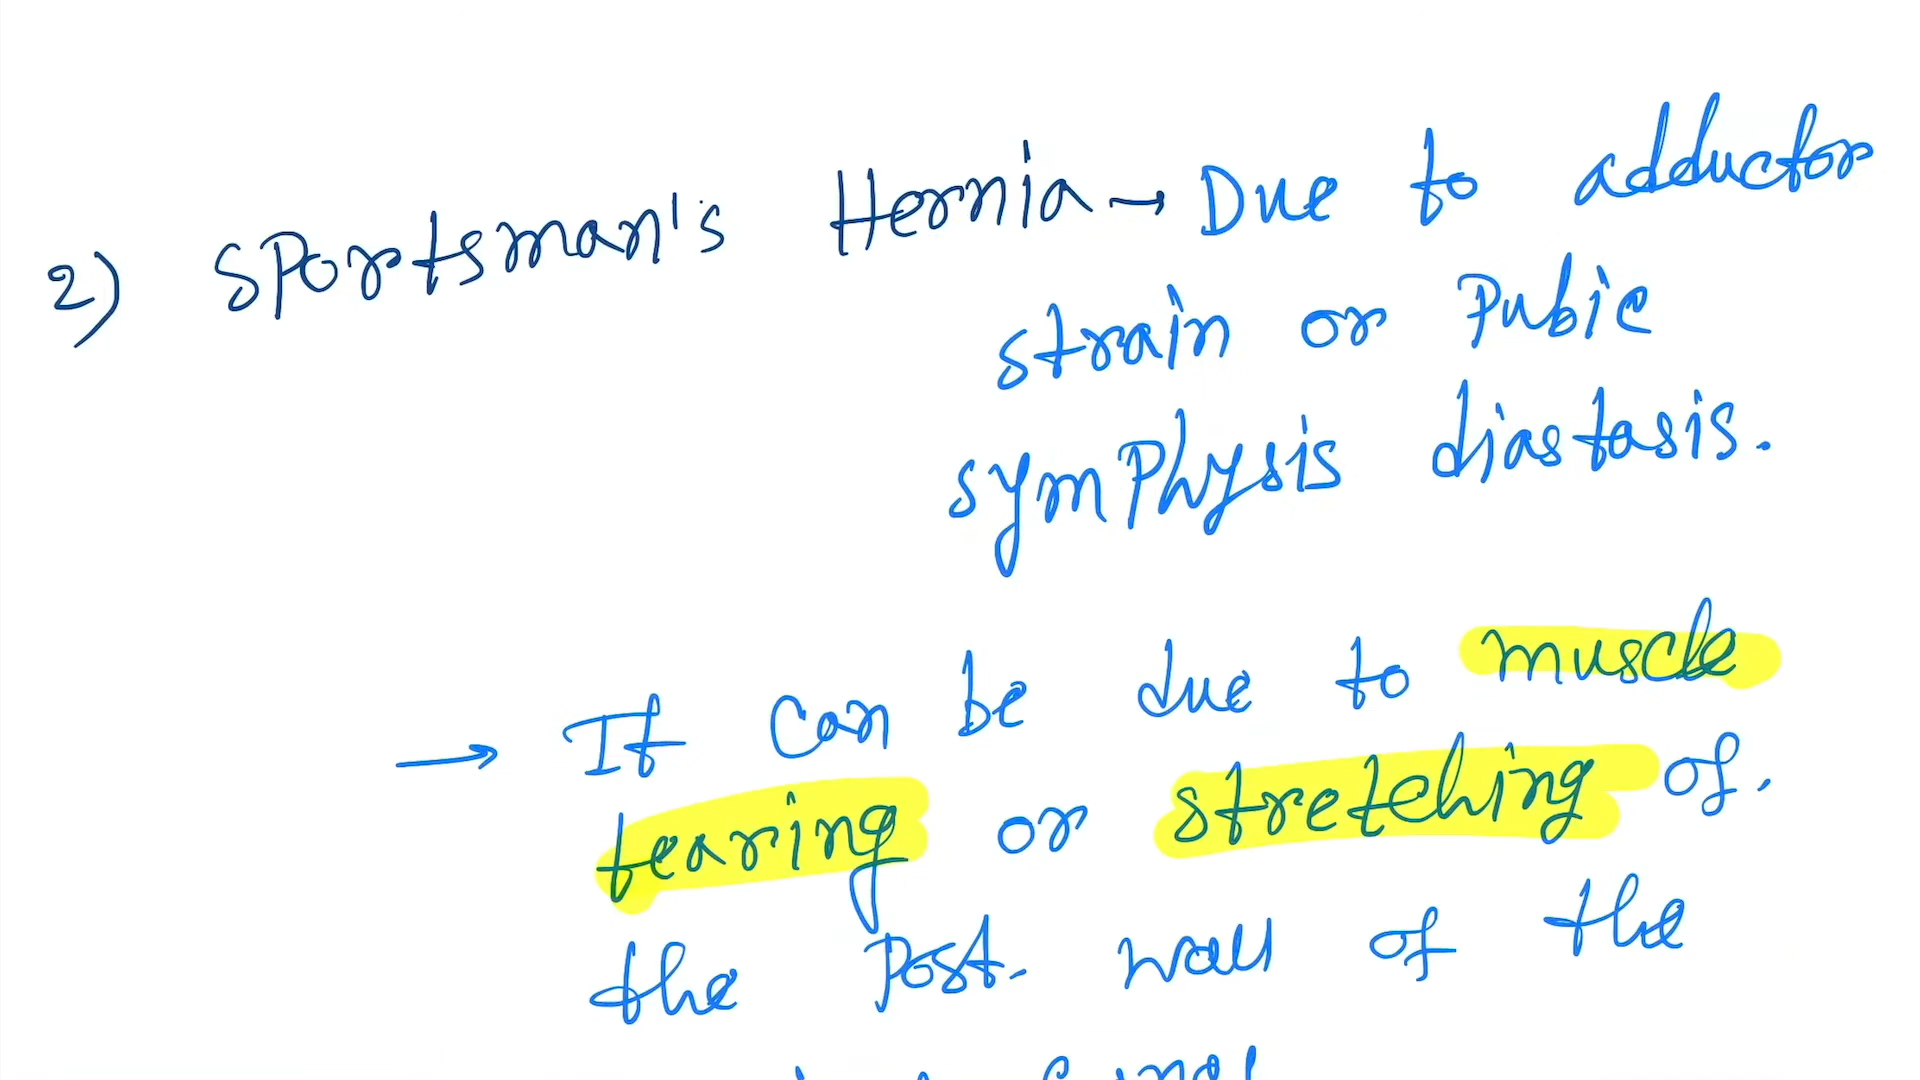 2) Sportsman's Hernia → Due to adductor
strain or Pubic
symPhysis diastasis.
→ It can be due to muscle
tearing or stretching of.
the Post. wall of the